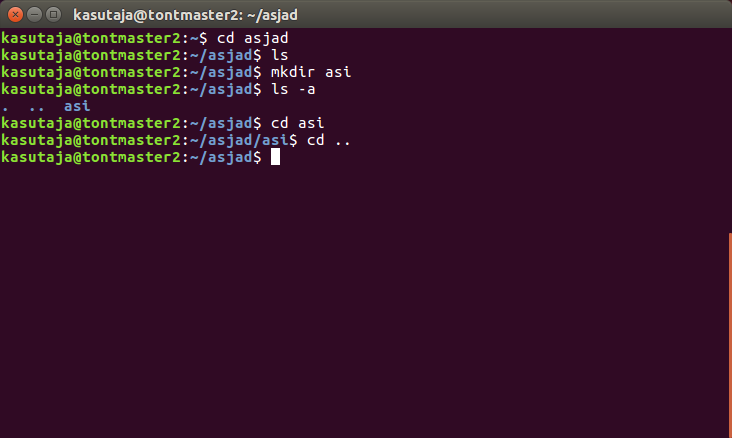 kasutaja@tontmaster2: ~/asjad
kasutaja@tontmaster2:~$ cd asjad
kasutaja@tontmaster2:~/asjad$ ls
kasutaja@tontmaster2:~/asjad$ mkdir asi
kasutaja@tontmaster2:~/asjad$ ls -a
.  ..  asi
kasutaja@tontmaster2:~/asjad$ cd asi
kasutaja@tontmaster2:~/asjad/asi$ cd ..
kasutaja@tontmaster2:~/asjad$